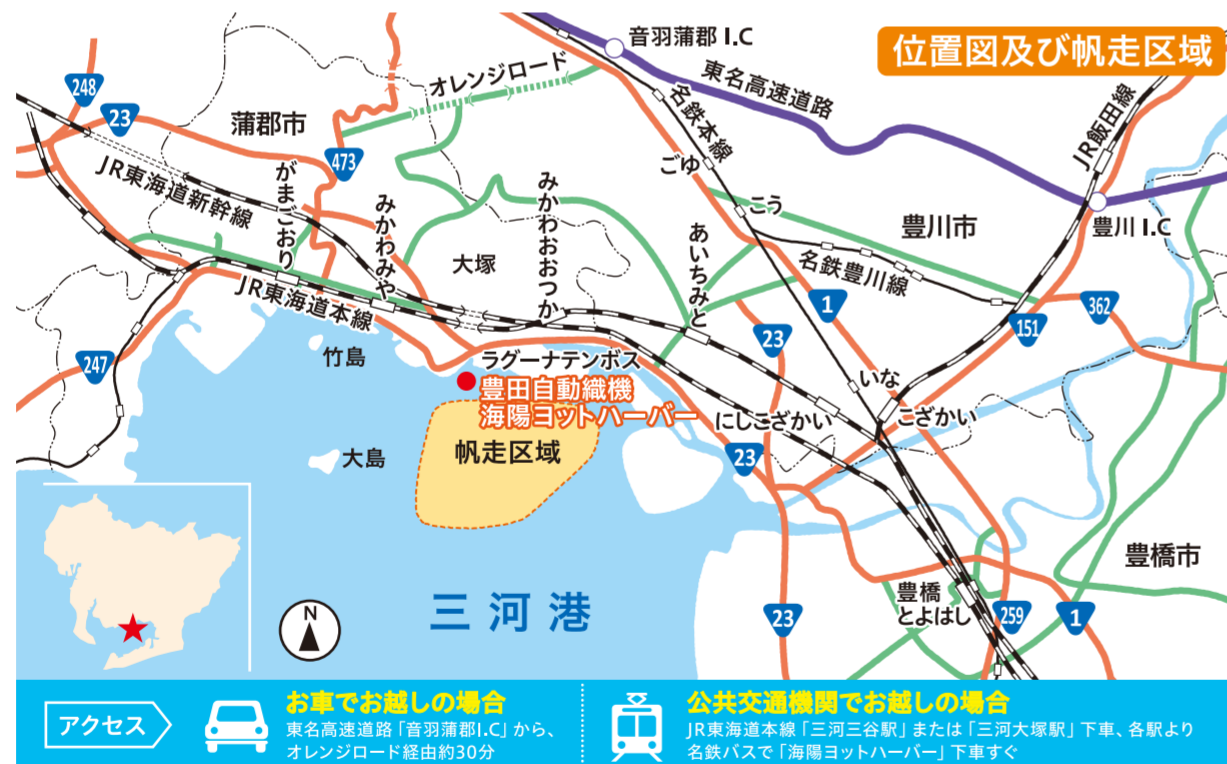 位置図及び帆走区域
音羽蒲郡 I.C
東名高速道路
オレンジロード
名鉄本線
JR飯田線
248
23
蒲郡市
473
JR東海道新幹線
がまごおり
みかわみや
みかわおおつか
あいちみと
ごゆ
こう
豊川市
豊川 I.C
名鉄豊川線
大塚
JR東海道本線
1
23
151
362
247
竹島
ラグーナテンボス
豊田自動織機
海陽ヨットハーバー
いな
こざかい
にしこざかい
23
大島
帆走区域
豊橋市
豊橋
とよはし
259
1
23
三河港
N
アクセス
お車でお越しの場合
東名高速道路「音羽蒲郡I.C」から、
オレンジロード経由約30分
公共交通機関でお越しの場合
JR東海道本線「三河三谷駅」または「三河大塚駅」下車、各駅より
名鉄バスで「海陽ヨットハーバー」下車すぐ